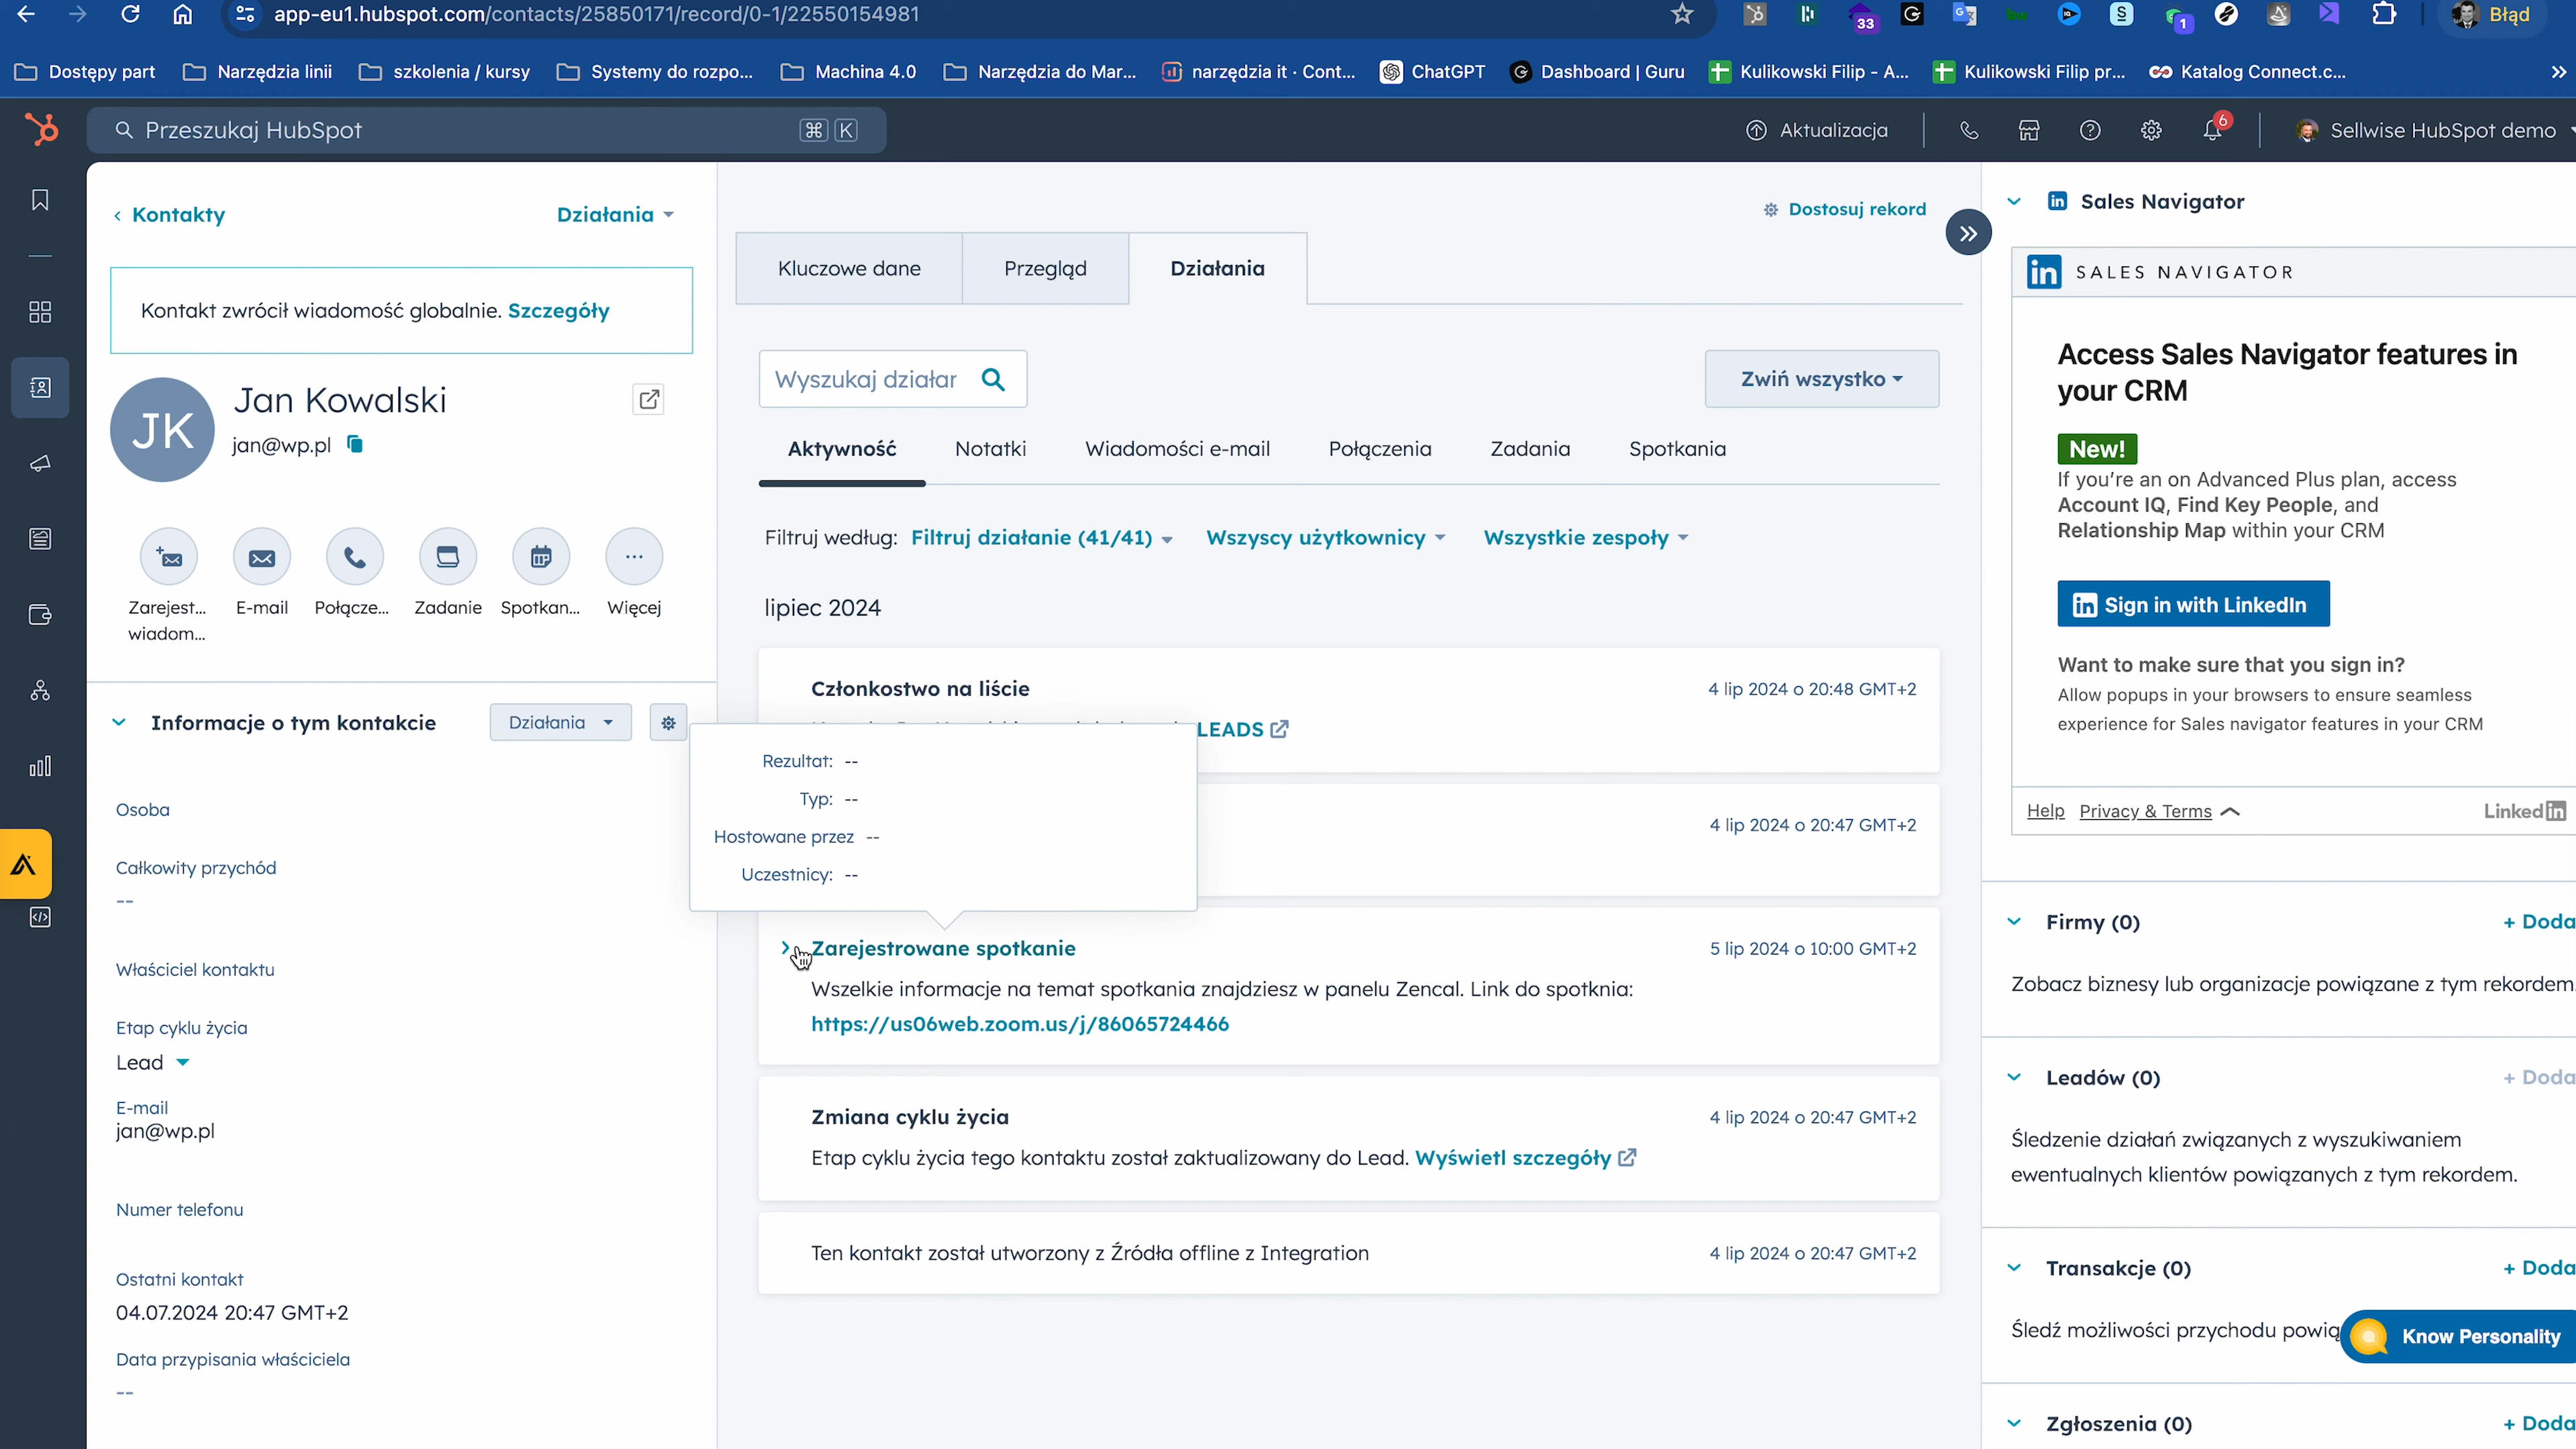 app-eu1.hubspot.com/contacts/25850171/record/0-1/22550154981
33
1
Błąd
Dostępy part
Narzędzia linii
szkolenia / kursy
Systemy do rozpo...
Machina 4.0
Narzędzia do Mar...
narzędzia it · Cont...
ChatGPT
Dashboard | Guru
Kulikowski Filip - A...
Kulikowski Filip pr...
Katalog Connect.c...
Przeszukaj HubSpot
⌘ K
Aktualizacja
6
Sellwise HubSpot demo
Kontakty
Działania
Kontakt zwrócił wiadomość globalnie. Szczegóły
JK
Jan Kowalski
jan@wp.pl
Zarejest... wiadom...
E-mail
Połącze...
Zadanie
Spotkan...
Więcej
Informacje o tym kontakcie
Działania
Osoba
Całkowity przychód
--
Właściciel kontaktu
Etap cyklu życia
Lead
E-mail
jan@wp.pl
Numer telefonu
Ostatni kontakt
04.07.2024 20:47 GMT+2
Data przypisania właściciela
--
Dostosuj rekord
Kluczowe dane
Przegląd
Działania
Wyszukaj działar
Zwiń wszystko
Aktywność
Notatki
Wiadomości e-mail
Połączenia
Zadania
Spotkania
Filtruj według: Filtruj działanie (41/41) Wszyscy użytkownicy Wszystkie zespoły
lipiec 2024
Członkostwo na liście
4 lip 2024 o 20:48 GMT+2
LEADS
Rezultat: --
Typ: --
Hostowane przez --
Uczestnicy: --
4 lip 2024 o 20:47 GMT+2
Zarejestrowane spotkanie
5 lip 2024 o 10:00 GMT+2
Wszelkie informacje na temat spotkania znajdziesz w panelu Zencal. Link do spotknia:
https://us06web.zoom.us/j/86065724466
Zmiana cyklu życia
4 lip 2024 o 20:47 GMT+2
Etap cyklu życia tego kontaktu został zaktualizowany do Lead. Wyświetl szczegóły
Ten kontakt został utworzony z Źródła offline z Integration
4 lip 2024 o 20:47 GMT+2
Sales Navigator
in SALES NAVIGATOR
Access Sales Navigator features in
your CRM
New!
If you're an on Advanced Plus plan, access
Account IQ, Find Key People, and
Relationship Map within your CRM
in Sign in with LinkedIn
Want to make sure that you sign in?
Allow popups in your browsers to ensure seamless
experience for Sales navigator features in your CRM
Help Privacy & Terms
Linkedin
Firmy (0)
+ Doda
Zobacz biznesy lub organizacje powiązane z tym rekordem
Leadów (0)
+ Doda
Śledzenie działań związanych z wyszukiwaniem
ewentualnych klientów powiązanych z tym rekordem.
Transakcje (0)
+ Doda
Śledź możliwości przychodu powią
Know Personality
Zgłoszenia (0)
+ Doda